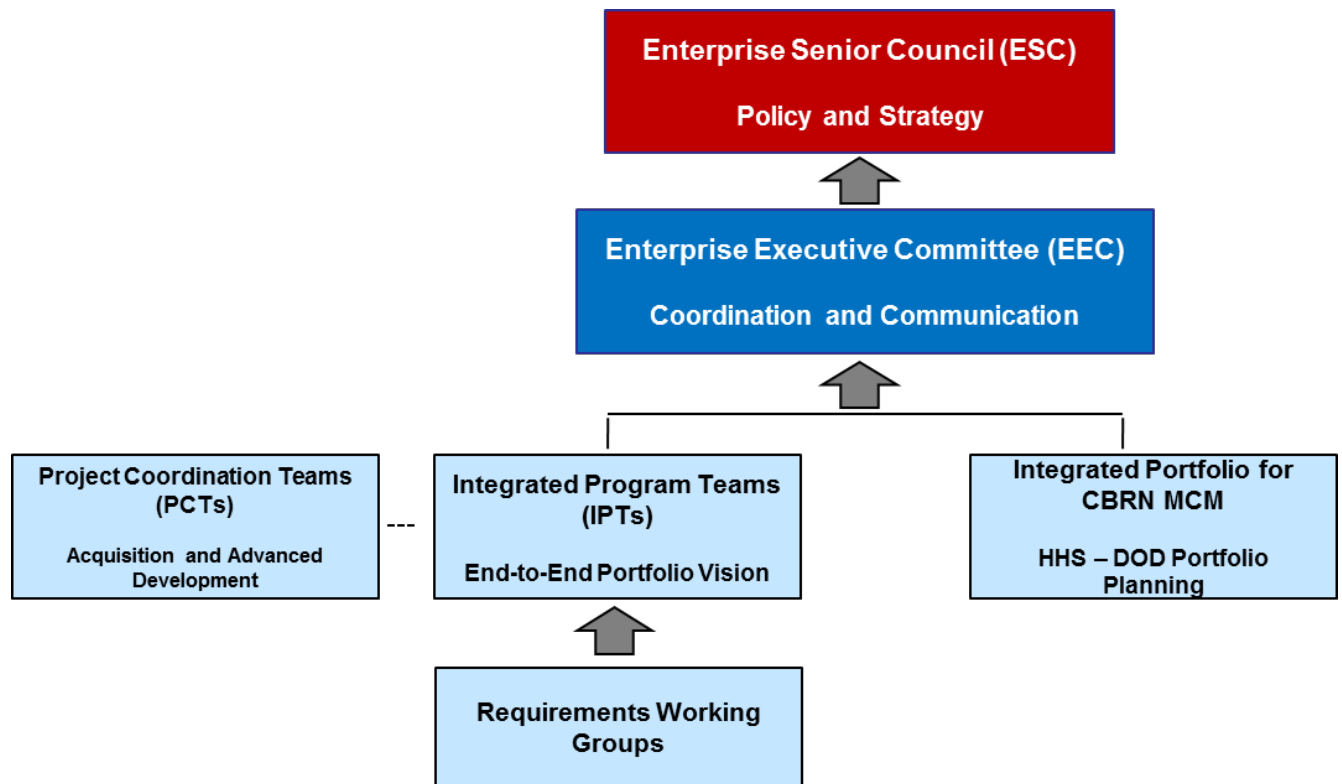 Enterprise Senior Council (ESC)
Policy and Strategy
Enterprise Executive Committee (EEC)
Coordination and Communication
Project Coordination Teams
(PCTs)
Acquisition and Advanced
Development
Integrated Program Teams
(IPTs)
End-to-End Portfolio Vision
Integrated Portfolio for
CBRN MCM
HHS – DOD Portfolio
Planning
Requirements Working
Groups